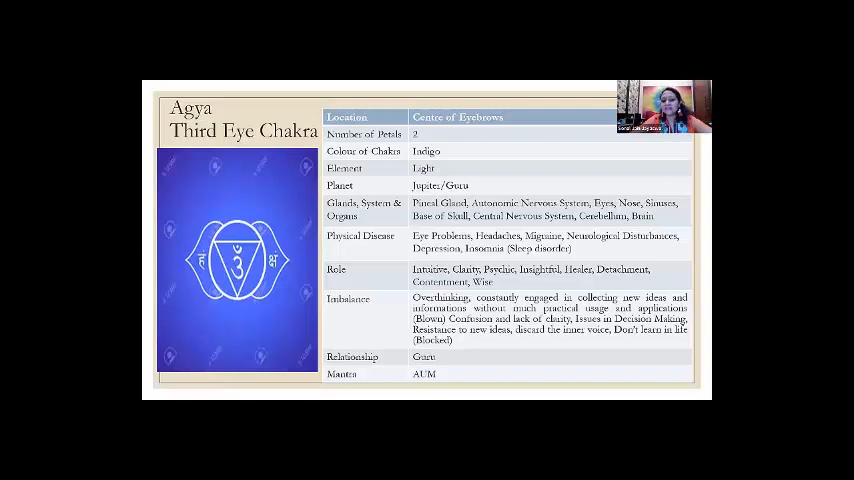 Agya
Third Eye Chakra
Location Centre of Eyebrows
Number of Petals 2
Colour of Chakra Indigo
Element Light
Planet Jupiter/Guru
Glands, System & Pineal Gland, Autonomic Nervous System, Eyes, Nose, Sinuses,
Organs Base of Skull, Central Nervous System, Cerebellum, Brain
Physical Disease Eye Problems, Headaches, Migraine, Neurological Disturbances,
Depression, Insomnia (Sleep disorder)
Role Intuitive, Clarity, Psychic, Insightful, Healer, Detachment,
Contentment, Wise
Imbalance Overthinking, constantly engaged in collecting new ideas and
informations without much practical usage and applications
(Blown) Confusion and lack of clarity, Issues in Decision Making,
Resistance to new ideas, discard the inner voice, Don't learn in life
(Blocked)
Relationship Guru
Mantra AUM
हं ॐ क्षं